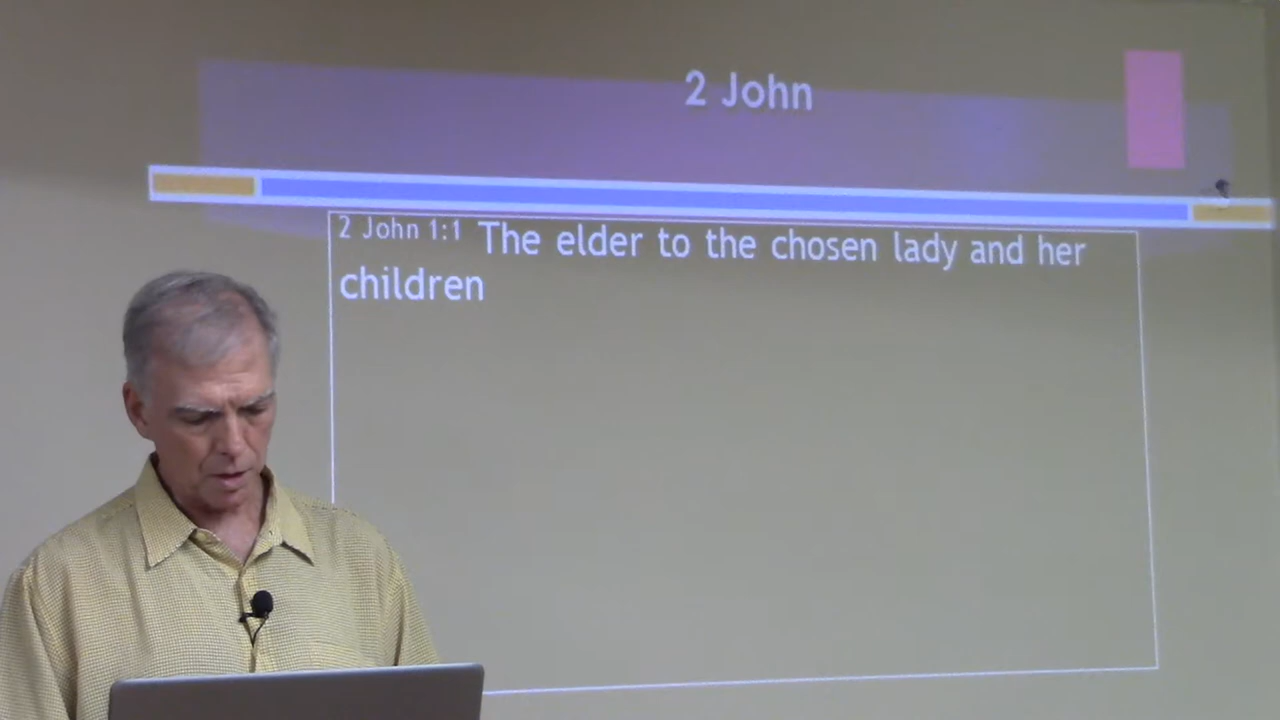 2 John
2 John 1:1 The elder to the chosen lady and her
children